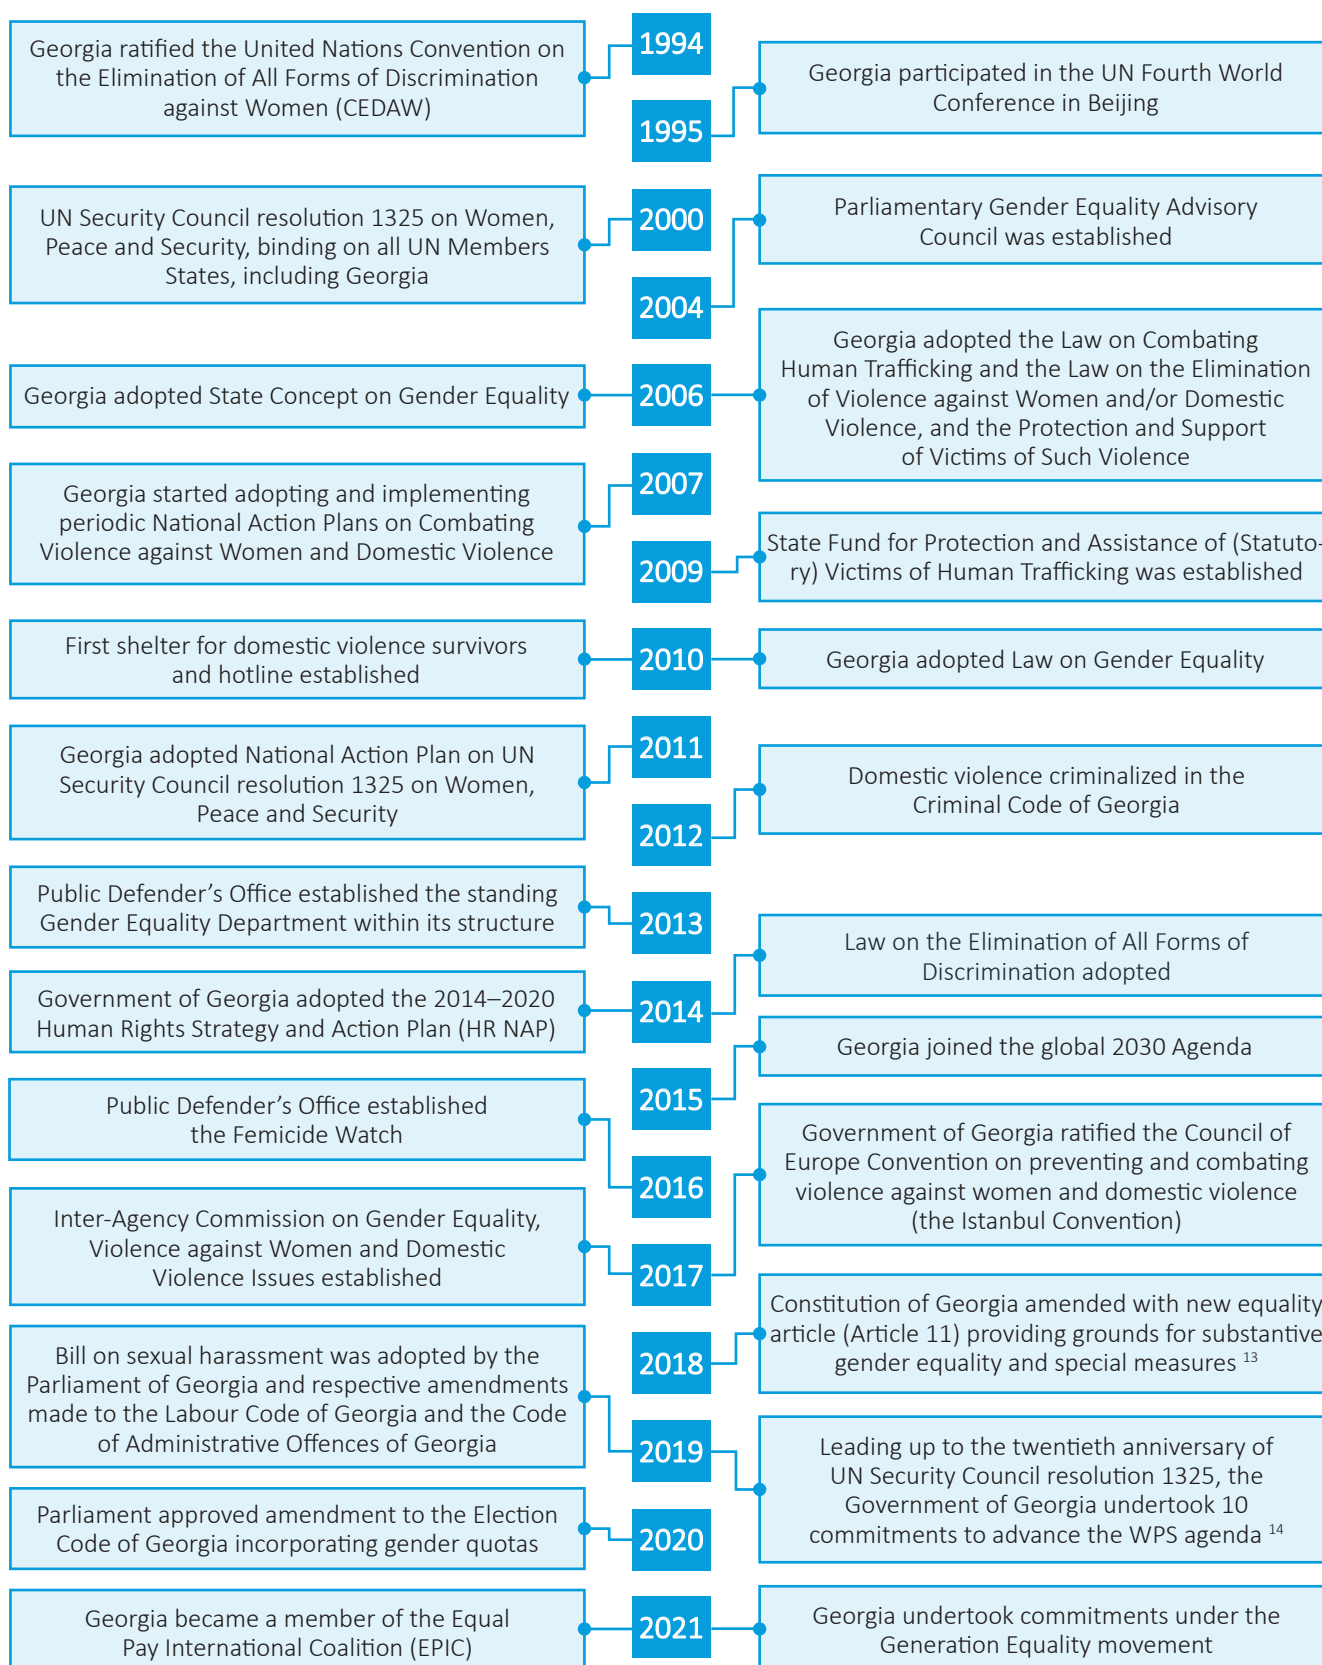 1994
Georgia ratified the United Nations Convention on
the Elimination of All Forms of Discrimination
against Women (CEDAW)
1995
Georgia participated in the UN Fourth World
Conference in Beijing
2000
UN Security Council resolution 1325 on Women,
Peace and Security, binding on all UN Members
States, including Georgia
2004
Parliamentary Gender Equality Advisory
Council was established
2006
Georgia adopted State Concept on Gender Equality
Georgia adopted the Law on Combating
Human Trafficking and the Law on the Elimination
of Violence against Women and/or Domestic
Violence, and the Protection and Support
of Victims of Such Violence
2007
Georgia started adopting and implementing
periodic National Action Plans on Combating
Violence against Women and Domestic Violence
2009
State Fund for Protection and Assistance of (Statuto-
ry) Victims of Human Trafficking was established
2010
First shelter for domestic violence survivors
and hotline established
Georgia adopted Law on Gender Equality
2011
Georgia adopted National Action Plan on UN
Security Council resolution 1325 on Women,
Peace and Security
2012
Domestic violence criminalized in the
Criminal Code of Georgia
2013
Public Defender’s Office established the standing
Gender Equality Department within its structure
2014
Government of Georgia adopted the 2014–2020
Human Rights Strategy and Action Plan (HR NAP)
Law on the Elimination of All Forms of
Discrimination adopted
2015
Georgia joined the global 2030 Agenda
2016
Public Defender’s Office established
the Femicide Watch
2017
Inter-Agency Commission on Gender Equality,
Violence against Women and Domestic
Violence Issues established
Government of Georgia ratified the Council of
Europe Convention on preventing and combating
violence against women and domestic violence
(the Istanbul Convention)
2018
Constitution of Georgia amended with new equality
article (Article 11) providing grounds for substantive
gender equality and special measures 13
2019
Bill on sexual harassment was adopted by the
Parliament of Georgia and respective amendments
made to the Labour Code of Georgia and the Code
of Administrative Offences of Georgia
Leading up to the twentieth anniversary of
UN Security Council resolution 1325, the
Government of Georgia undertook 10
commitments to advance the WPS agenda 14
2020
Parliament approved amendment to the Election
Code of Georgia incorporating gender quotas
2021
Georgia became a member of the Equal
Pay International Coalition (EPIC)
Georgia undertook commitments under the
Generation Equality movement